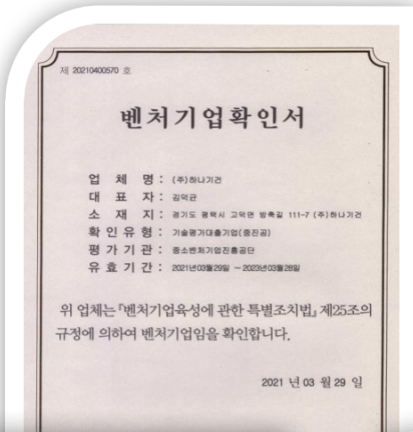 제 20210400570 호
벤처기업확인서
업 체 명 : (주)하나기건
대 표 자 : 김덕균
소 재 지 : 경기도 평택시 고덕면 방축길 111-7 (주)하나기건
확 인 유 형 : 기술평가대출기업(중진공)
평 가 기 관 : 중소벤처기업진흥공단
유 효 기 간 : 2021년03월29일 ~ 2023년03월28일
위 업체는 「벤처기업육성에 관한 특별조치법」 제25조의
규정에 의하여 벤처기업임을 확인합니다.
2021 년 03 월 29 일